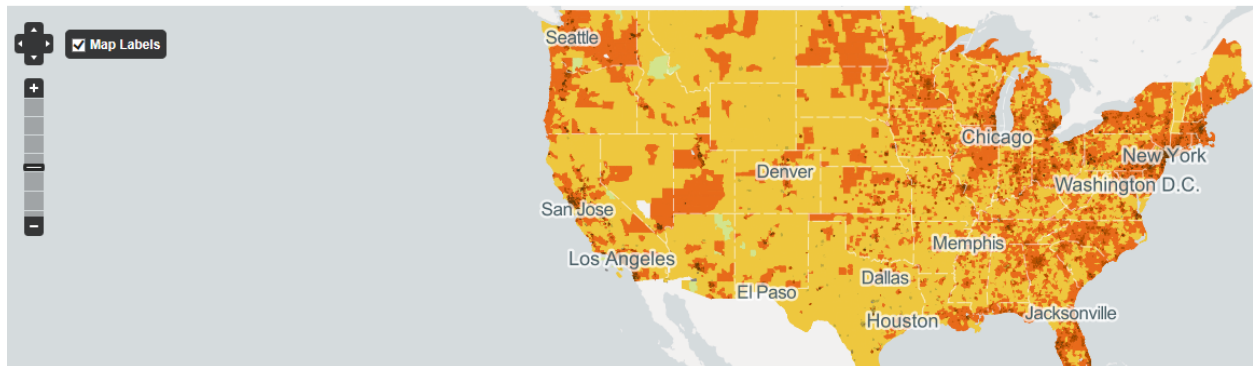 Map Labels
Seattle
Chicago
New York
Denver
Washington D.C.
San Jose
Memphis
Los Angeles
Dallas
El Paso
Jacksonville
Houston